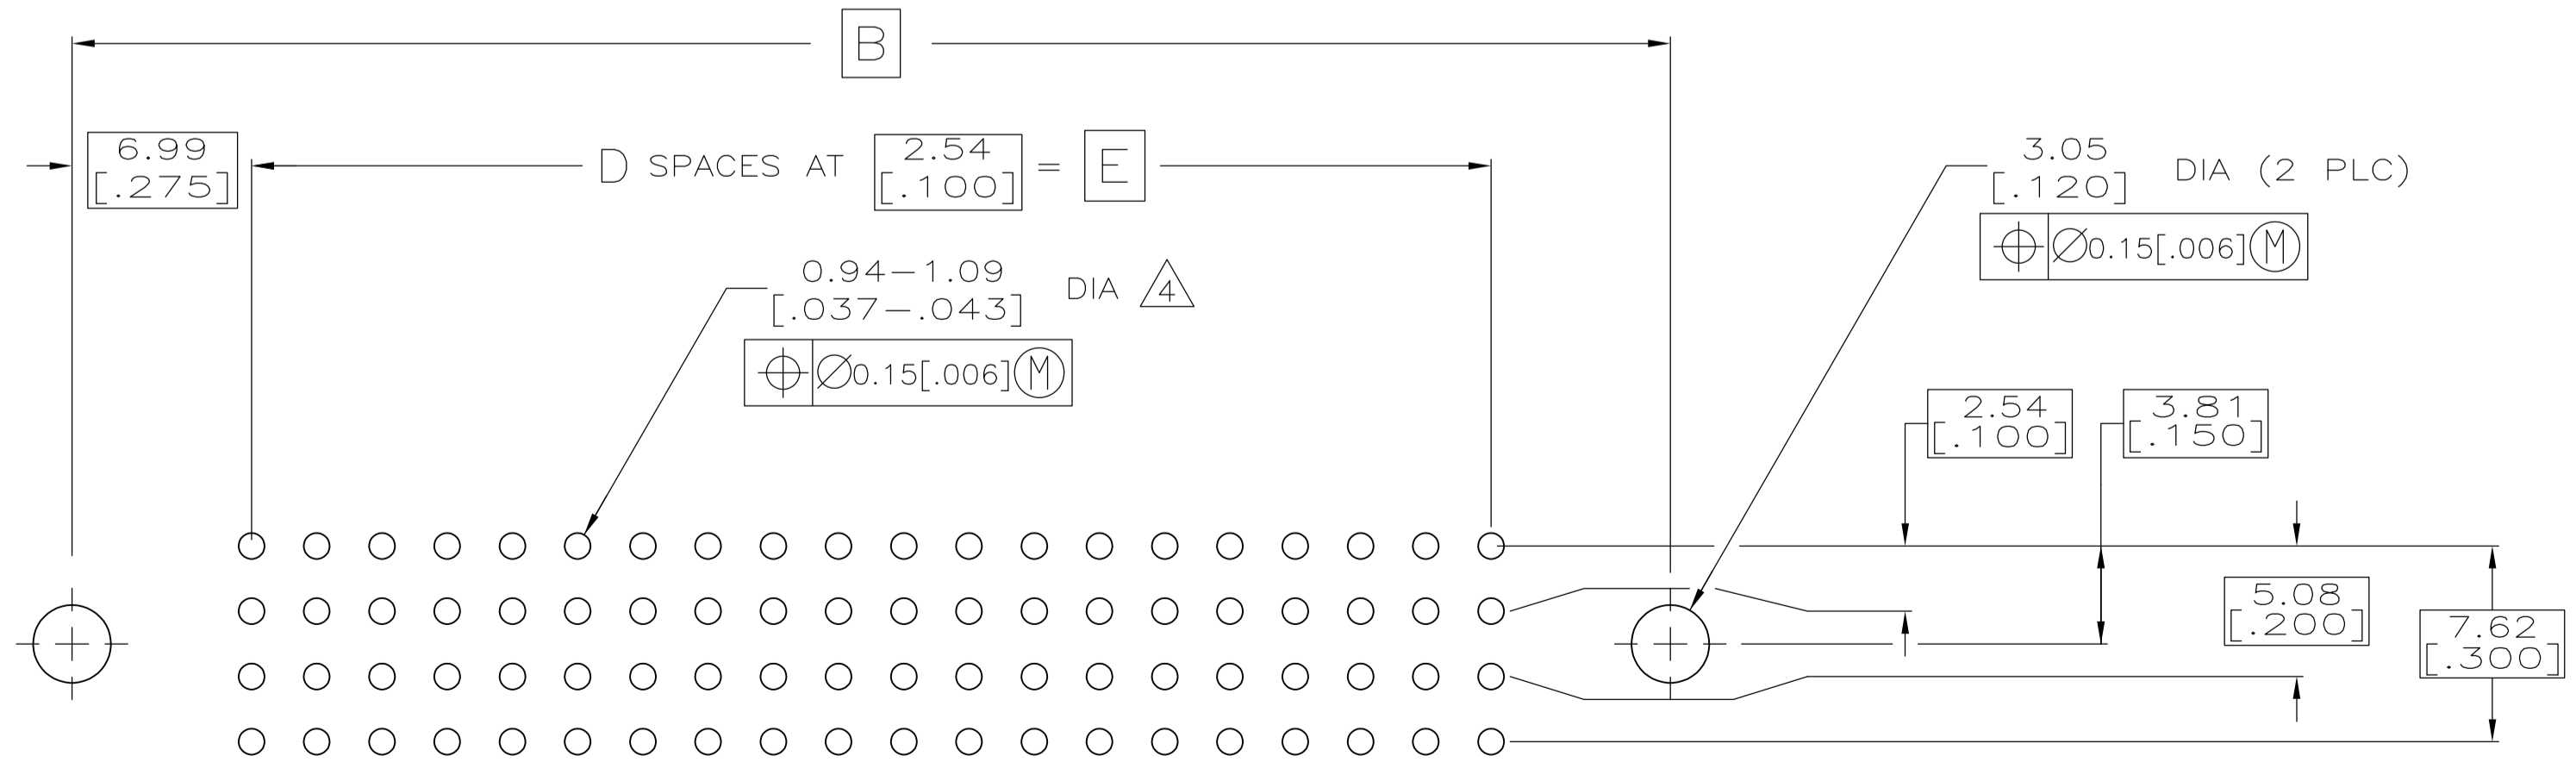 B
6.99
[.275]
D SPACES AT 2.54 [.100] = E
3.05
[.120] DIA (2 PLC)
⌖ ∅0.15[.006] Ⓜ
0.94-1.09
[.037-.043] DIA 4
⌖ ∅0.15[.006] Ⓜ
2.54
[.100]
3.81
[.150]
5.08
[.200]
7.62
[.300]